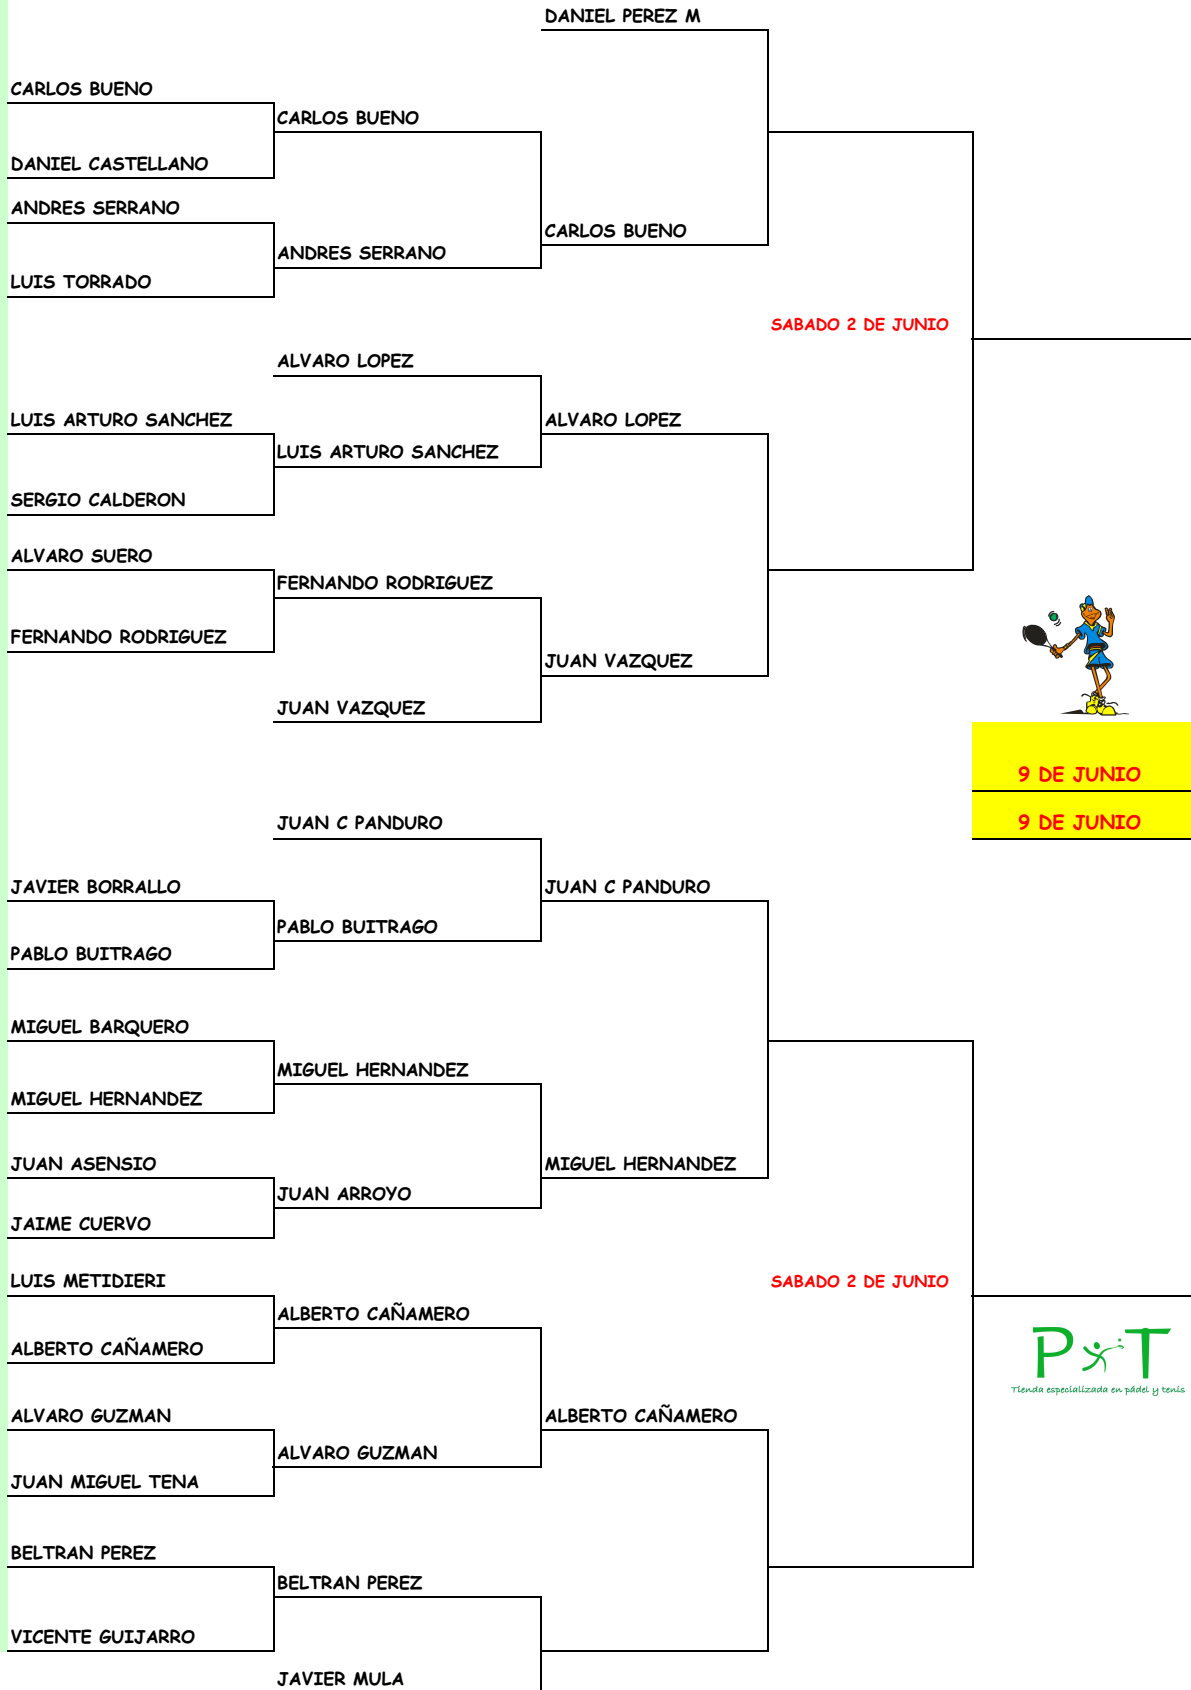 DANIEL PEREZ M
CARLOS BUENO
CARLOS BUENO
DANIEL CASTELLANO
ANDRES SERRANO
CARLOS BUENO
ANDRES SERRANO
LUIS TORRADO
SABADO 2 DE JUNIO
ALVARO LOPEZ
LUIS ARTURO SANCHEZ
ALVARO LOPEZ
LUIS ARTURO SANCHEZ
SERGIO CALDERON
ALVARO SUERO
FERNANDO RODRIGUEZ
FERNANDO RODRIGUEZ
JUAN VAZQUEZ
JUAN VAZQUEZ
9 DE JUNIO
9 DE JUNIO
JUAN C PANDURO
JAVIER BORRALLO
JUAN C PANDURO
PABLO BUITRAGO
PABLO BUITRAGO
MIGUEL BARQUERO
MIGUEL HERNANDEZ
MIGUEL HERNANDEZ
JUAN ASENSIO
MIGUEL HERNANDEZ
JUAN ARROYO
JAIME CUERVO
LUIS METIDIERI
SABADO 2 DE JUNIO
ALBERTO CAÑAMERO
ALBERTO CAÑAMERO
P T
Tienda especializada en pádel y tenis
ALVARO GUZMAN
ALBERTO CAÑAMERO
ALVARO GUZMAN
JUAN MIGUEL TENA
BELTRAN PEREZ
BELTRAN PEREZ
VICENTE GUIJARRO
JAVIER MULA